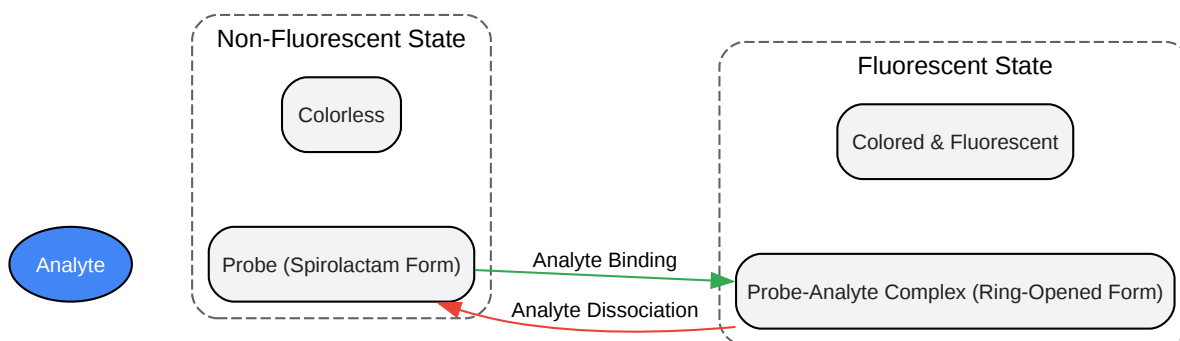 Non-Fluorescent State
Colorless
Fluorescent State
Colored & Fluorescent
Analyte
Probe (Spirolactam Form)
Analyte Binding
Analyte Dissociation
Probe-Analyte Complex (Ring-Opened Form)